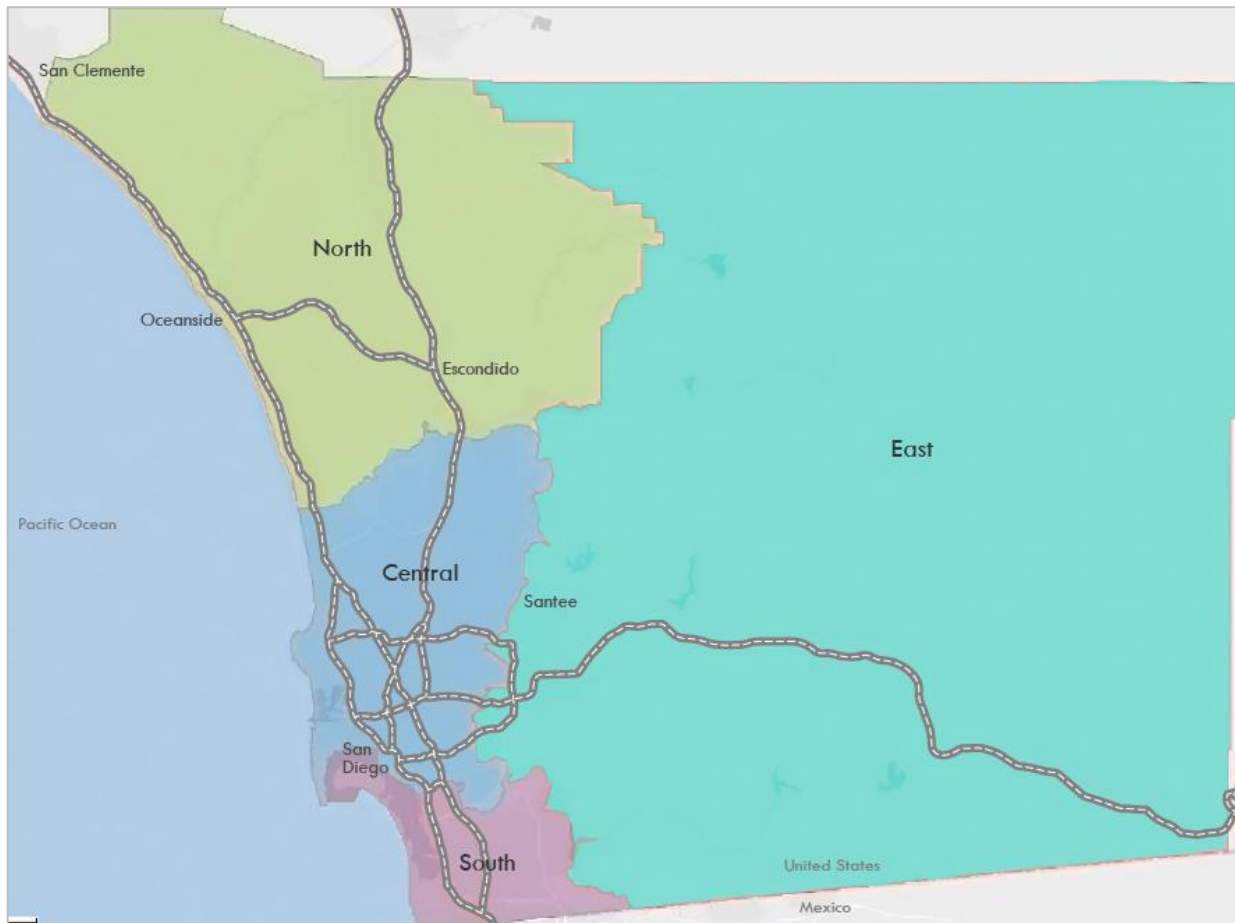 San Clemente
North
Oceanside
Escondido
East
Pacific Ocean
Central
Santee
San
Diego
South
United States
Mexico